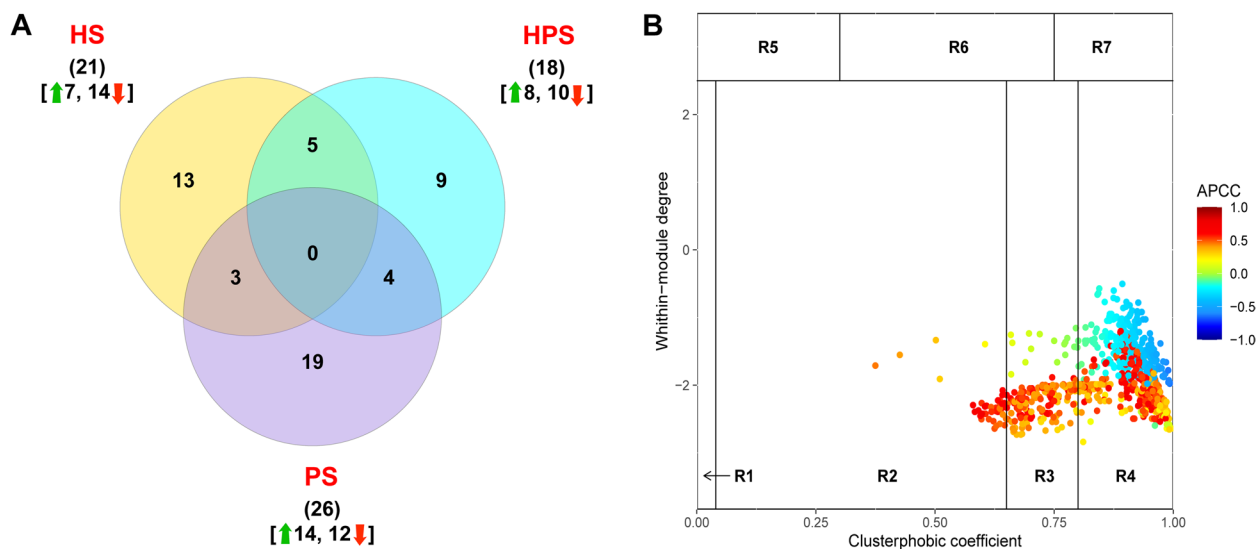 A
HS
(21)
[⬆7, 14⬇]
HPS
(18)
[⬆8, 10⬇]
5
13
9
0
3
4
19
PS
(26)
[⬆14, 12⬇]
B
R5 R6 R7
2
0
−2
Whithin−module degree
R1 R2 R3 R4
0.00 0.25 0.50 0.75 1.00
Clusterphobic coefficient
APCC
1.0
0.5
0.0
−0.5
−1.0